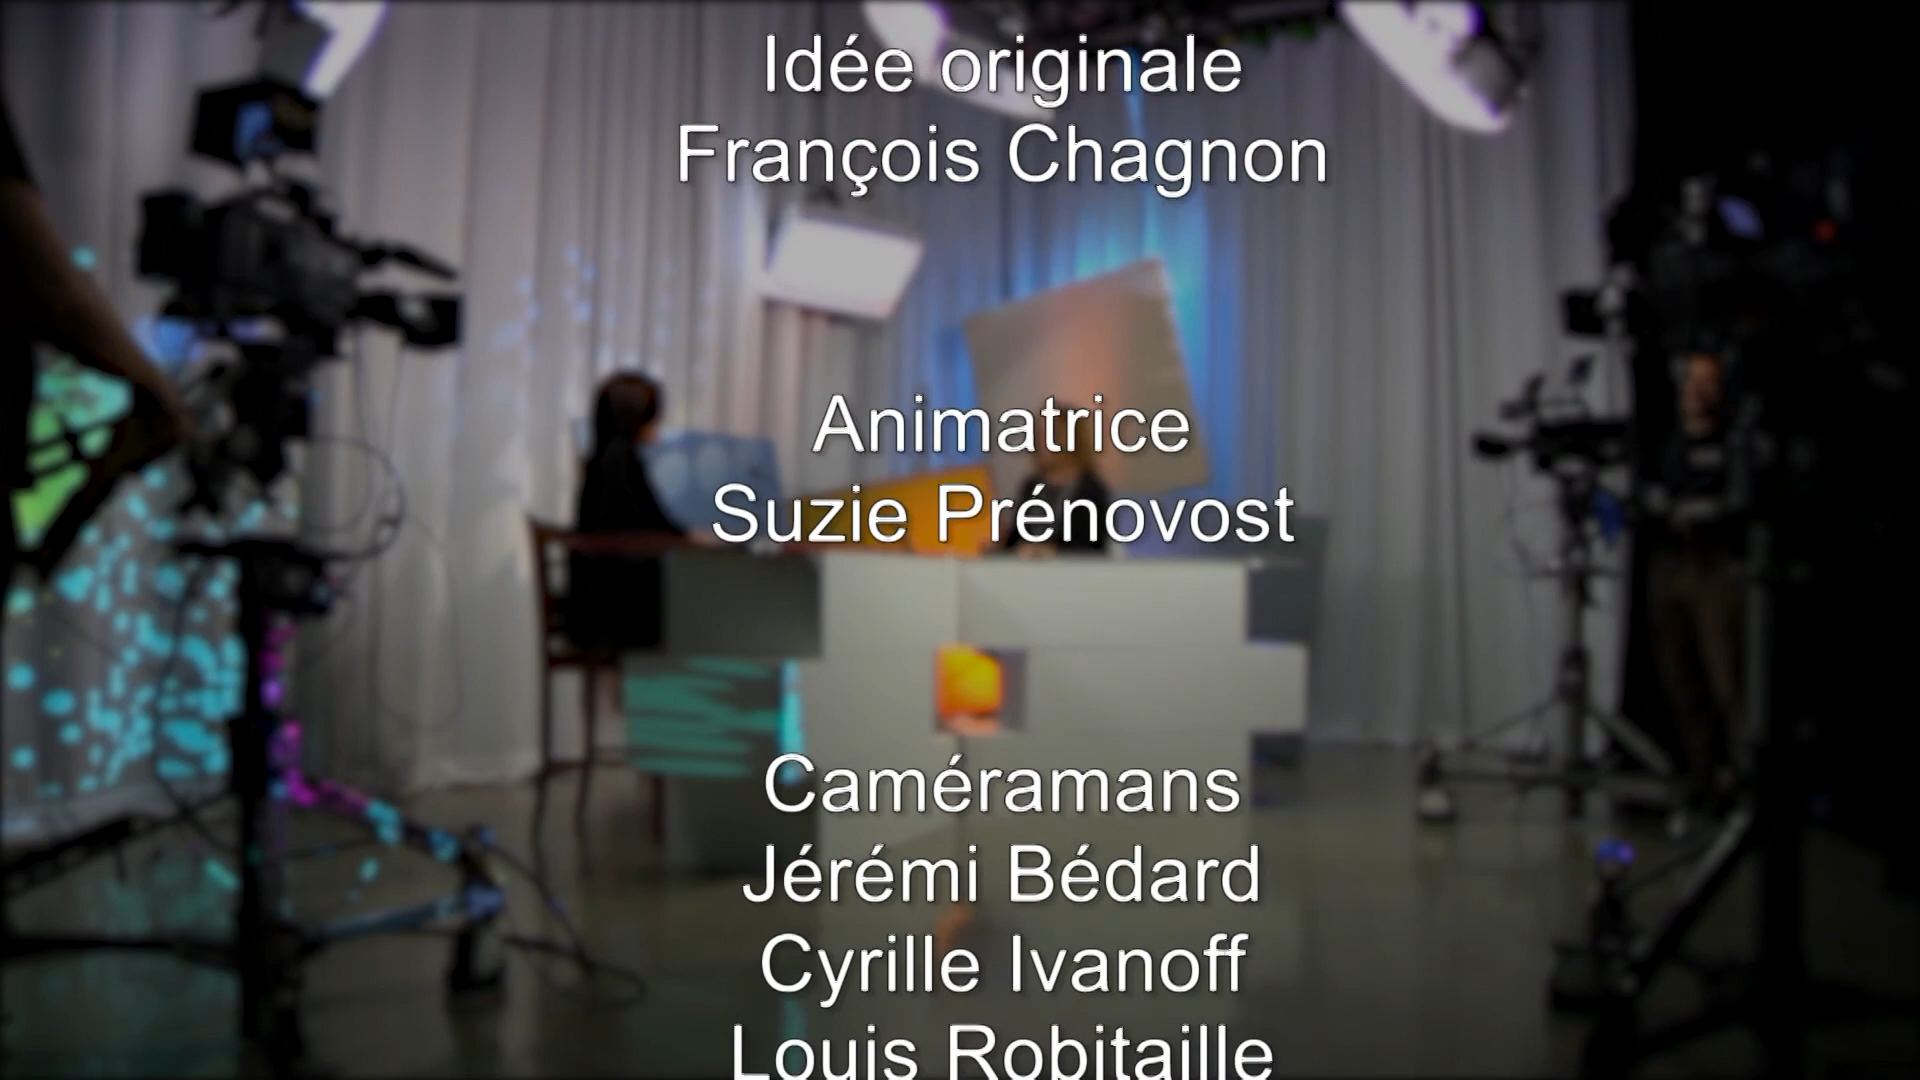 Idée originale
François Chagnon
Animatrice
Suzie Prénovost
Caméramans
Jérémi Bédard
Cyrille Ivanoff
Louis Robitaille